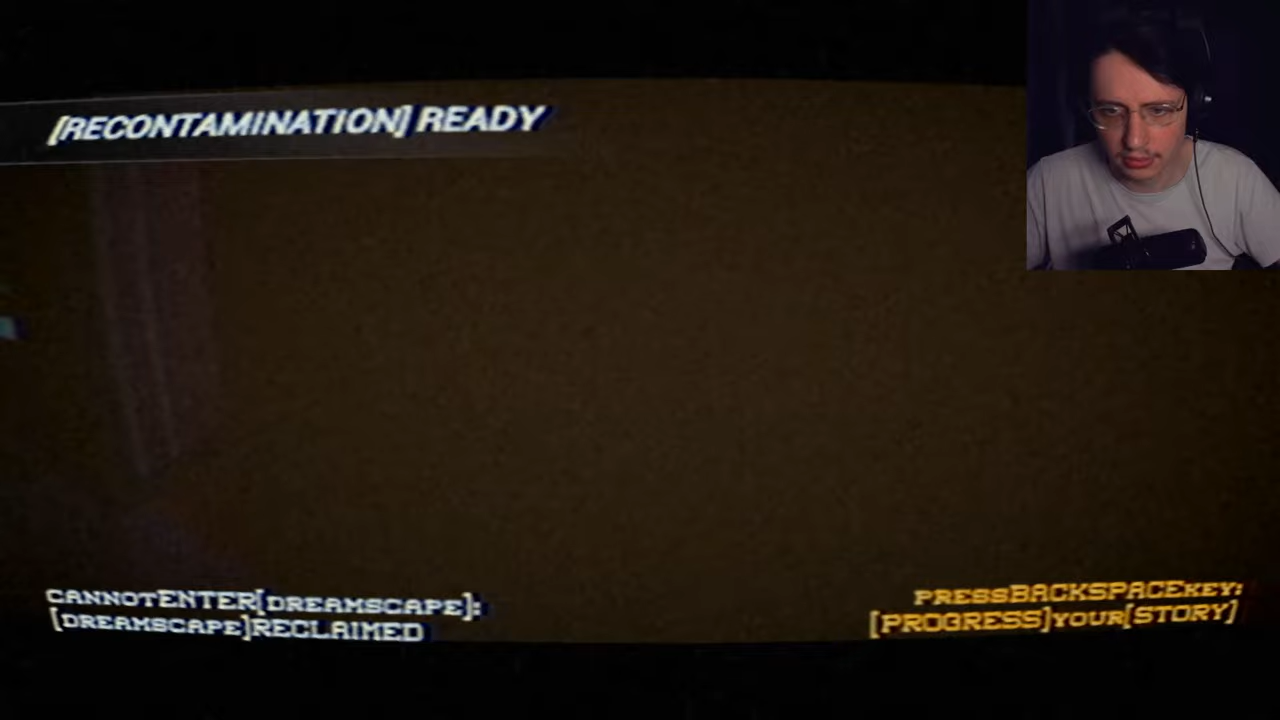 [RECONTAMINATION] READY
CANNOTENTER[DREAMSCAPE]:
[DREAMSCAPE]RECLAIMED
PRESSBACKSPACEKEY:
[PROGRESS]YOUR[STORY]